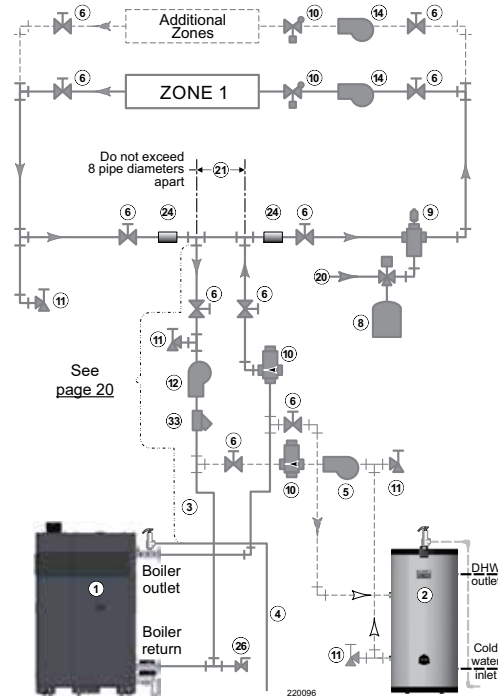 6
Additional
Zones
10
14
6
6
ZONE 1
10
14
6
Do not exceed
8 pipe diameters
apart
21
6
24
24
6
9
20
11
6
6
8
11
10
See
page 20
12
6
33
6
10
5
11
3
1
Boiler
outlet
4
2
DHW
outlet
Boiler
return
26
11
Cold
water
inlet
220096